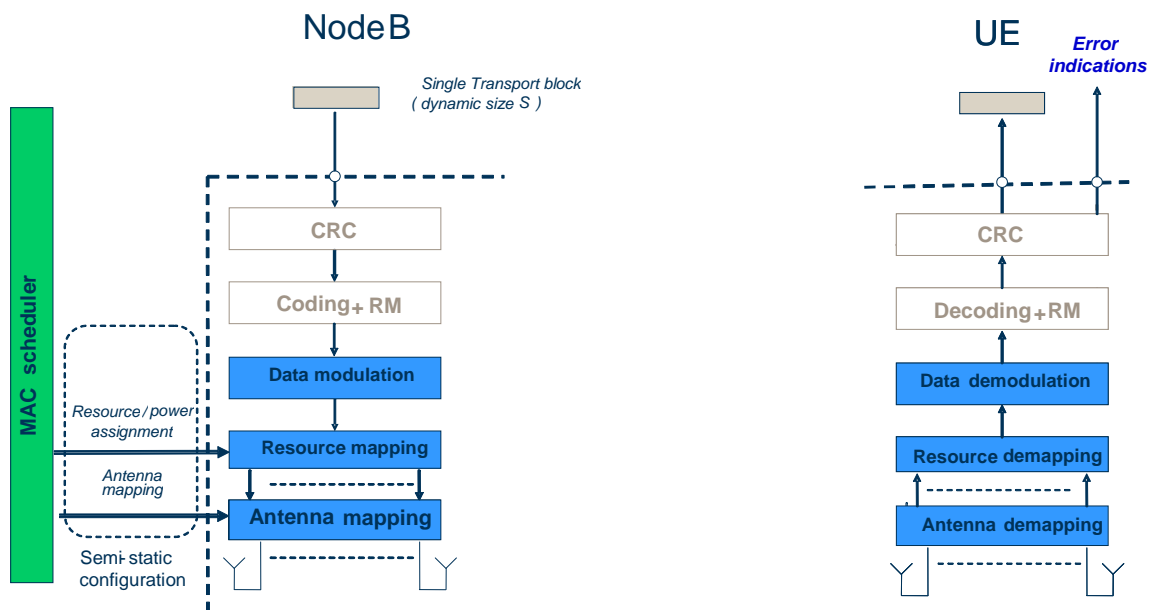 NodeB
UE
Error
indications
Single Transport block
( dynamic size S )
MAC scheduler
CRC
Coding+ RM
Data modulation
Resource / power
assignment
Resource mapping
Antenna
mapping
Antenna mapping
Semi-static
configuration
CRC
Decoding+RM
Data demodulation
Resource demapping
Antenna demapping